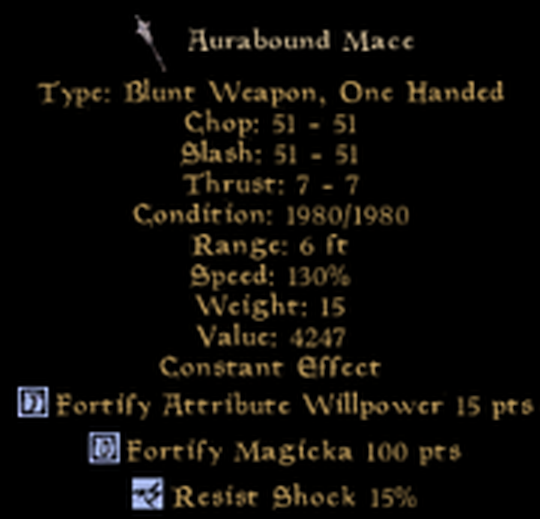 Aurabound Mace
Type: Blunt Weapon, One Handed
Chop: 51 - 51
Slash: 51 - 51
Thrust: 7 - 7
Condition: 1980/1980
Range: 6 ft
Speed: 130%
Weight: 15
Value: 4247
Constant Effect
Fortify Attribute Willpower 15 pts
Fortify Magicka 100 pts
Resist Shock 15%